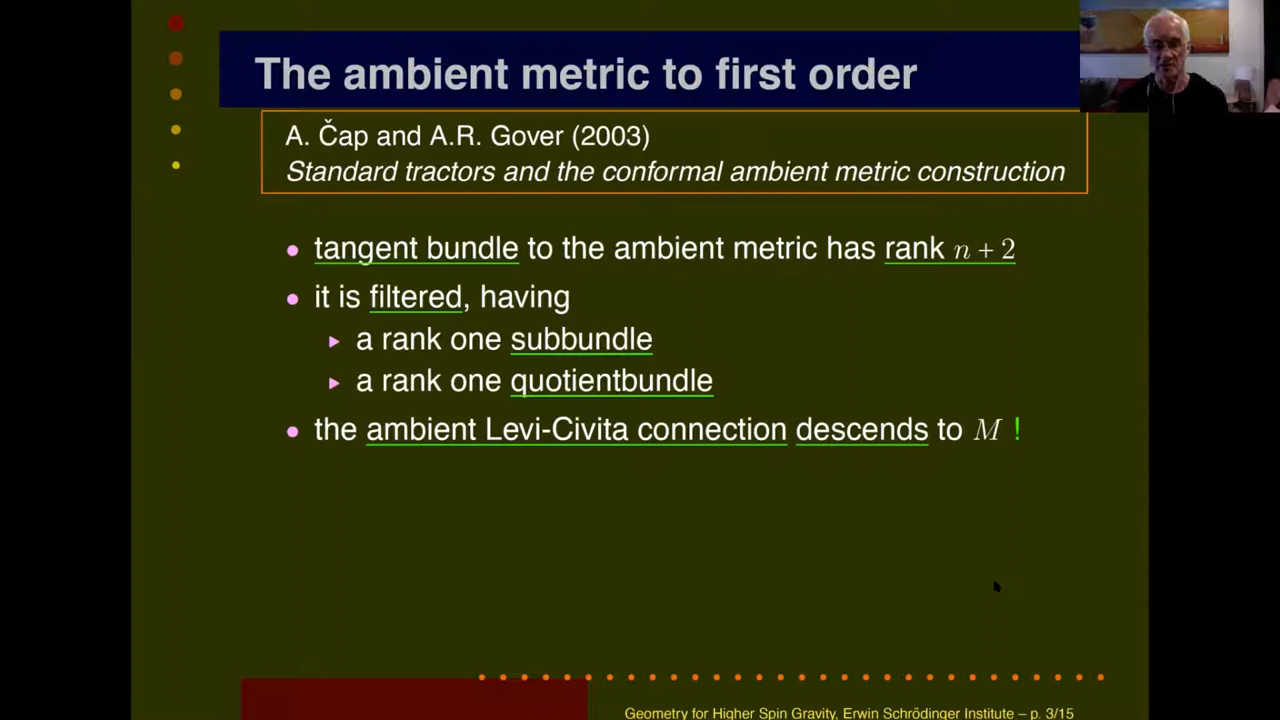 The ambient metric to first order
A. Čap and A.R. Gover (2003)
Standard tractors and the conformal ambient metric construction
• tangent bundle to the ambient metric has rank n + 2
• it is filtered, having
▸ a rank one subbundle
▸ a rank one quotientbundle
• the ambient Levi-Civita connection descends to M !
Geometry for Higher Spin Gravity, Erwin Schrödinger Institute – p. 3/15